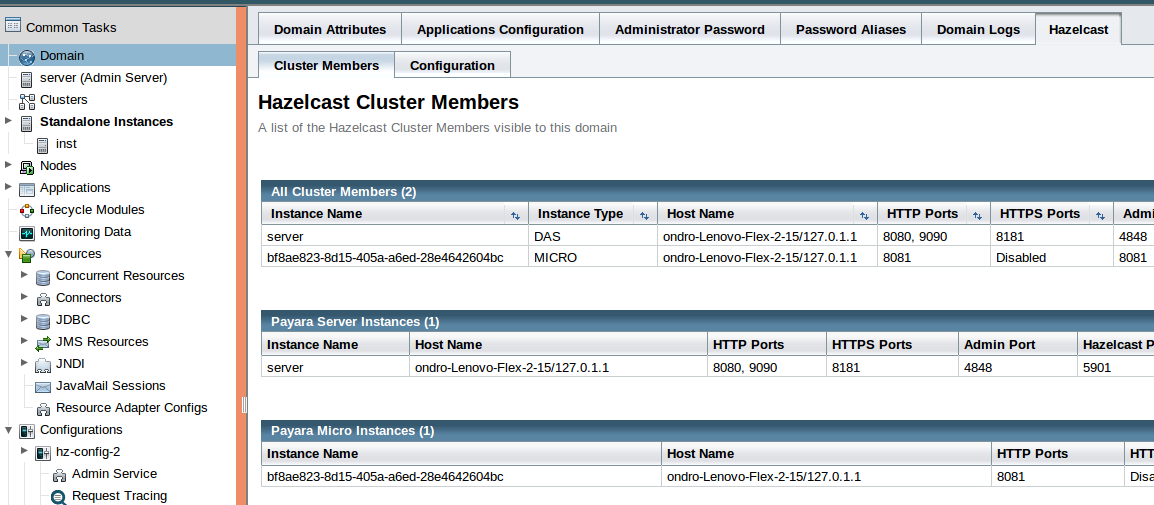 Common Tasks
Domain
server (Admin Server)
Clusters
Standalone Instances
inst
Nodes
Applications
Lifecycle Modules
Monitoring Data
Resources
Concurrent Resources
Connectors
JDBC
JMS Resources
JNDI
JavaMail Sessions
Resource Adapter Configs
Configurations
hz-config-2
Admin Service
Request Tracing
Domain Attributes Applications Configuration Administrator Password Password Aliases Domain Logs Hazelcast
Cluster Members Configuration
Hazelcast Cluster Members
A list of the Hazelcast Cluster Members visible to this domain
All Cluster Members (2)
Instance Name Instance Type Host Name HTTP Ports HTTPS Ports Admi
server DAS ondro-Lenovo-Flex-2-15/127.0.1.1 8080, 9090 8181 4848
bf8ae823-8d15-405a-a6ed-28e4642604bc MICRO ondro-Lenovo-Flex-2-15/127.0.1.1 8081 Disabled 8081
Payara Server Instances (1)
Instance Name Host Name HTTP Ports HTTPS Ports Admin Port Hazelcast P
server ondro-Lenovo-Flex-2-15/127.0.1.1 8080, 9090 8181 4848 5901
Payara Micro Instances (1)
Instance Name Host Name HTTP Ports HTT
bf8ae823-8d15-405a-a6ed-28e4642604bc ondro-Lenovo-Flex-2-15/127.0.1.1 8081 Disa